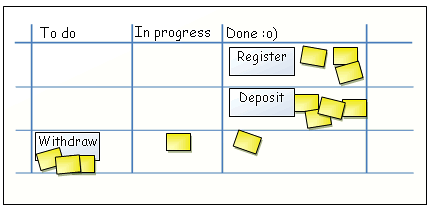 To do
In progress
Done :o)
Register
Deposit
Withdraw